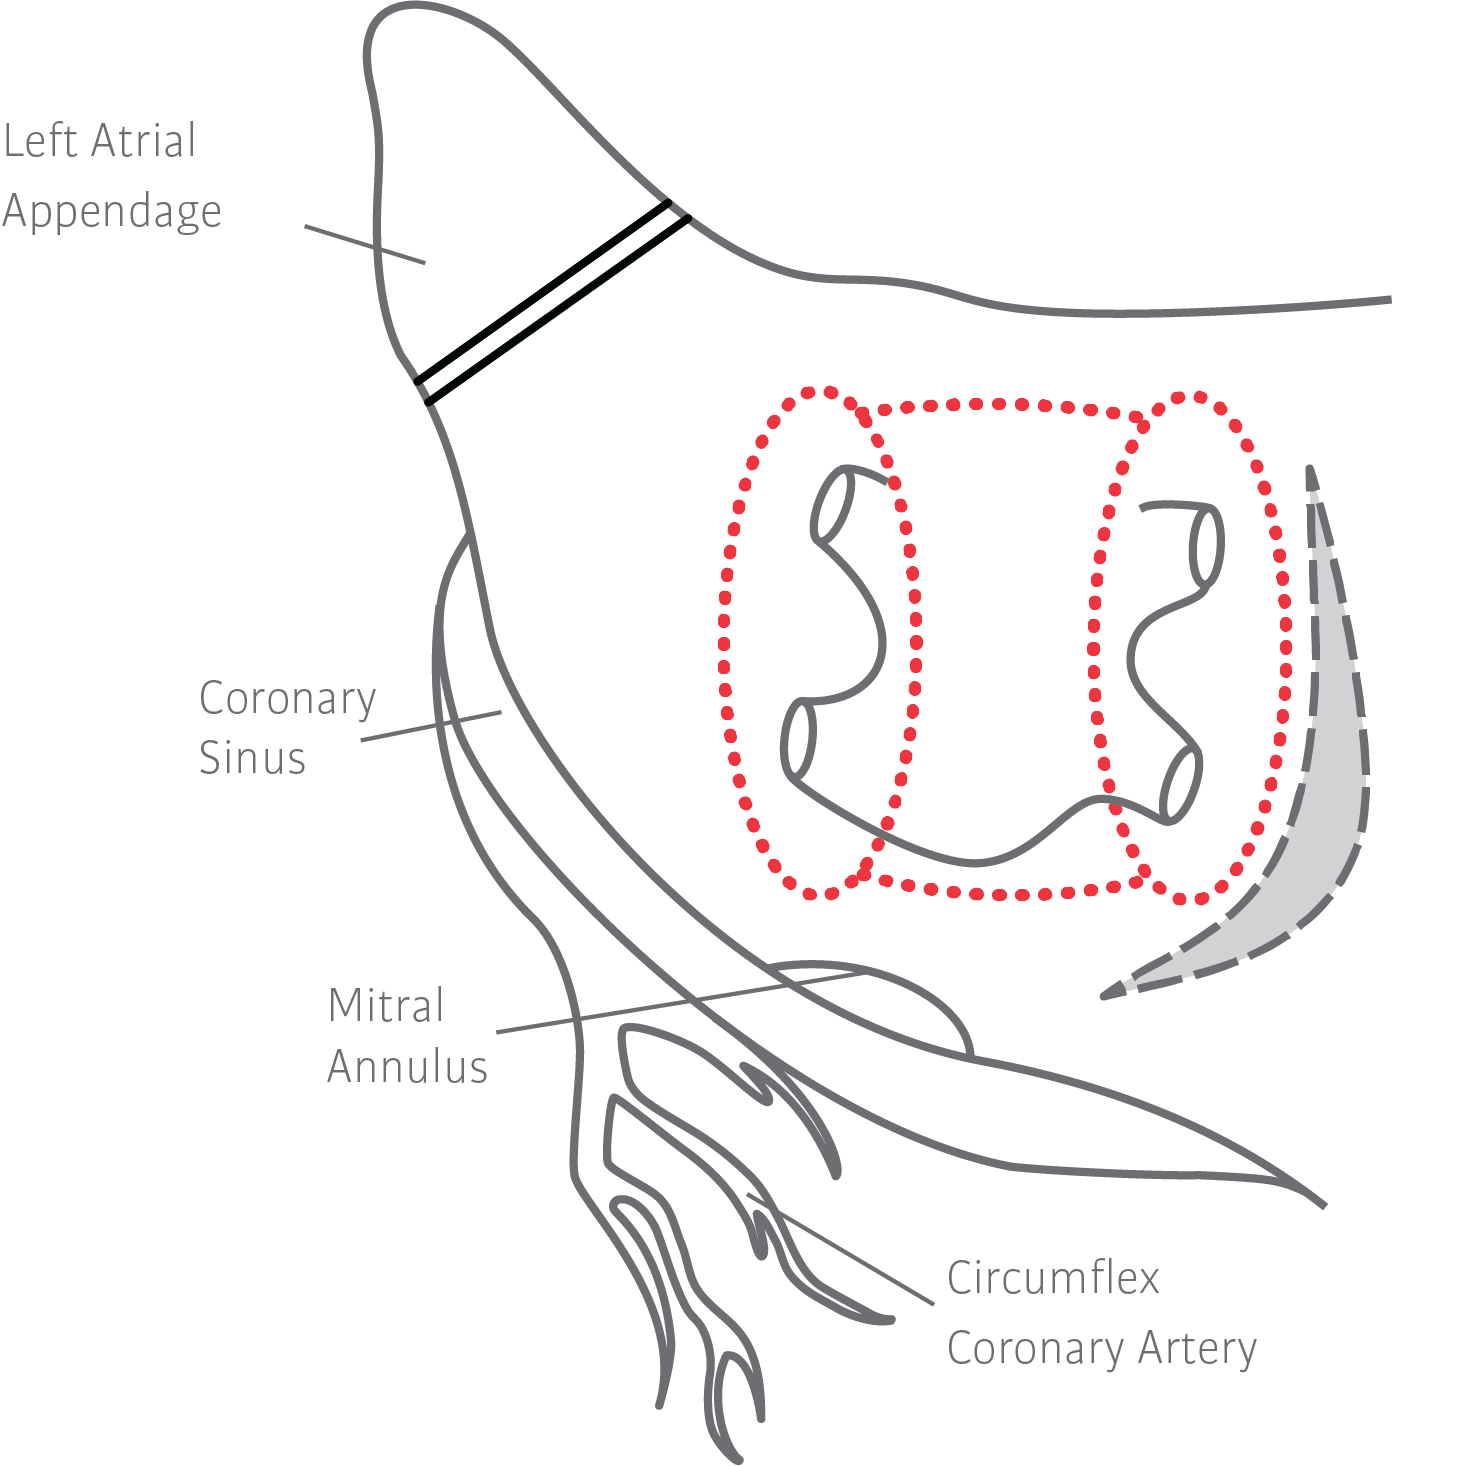 Left Atrial
Appendage
Coronary
Sinus
Mitral
Annulus
Circumflex
Coronary Artery